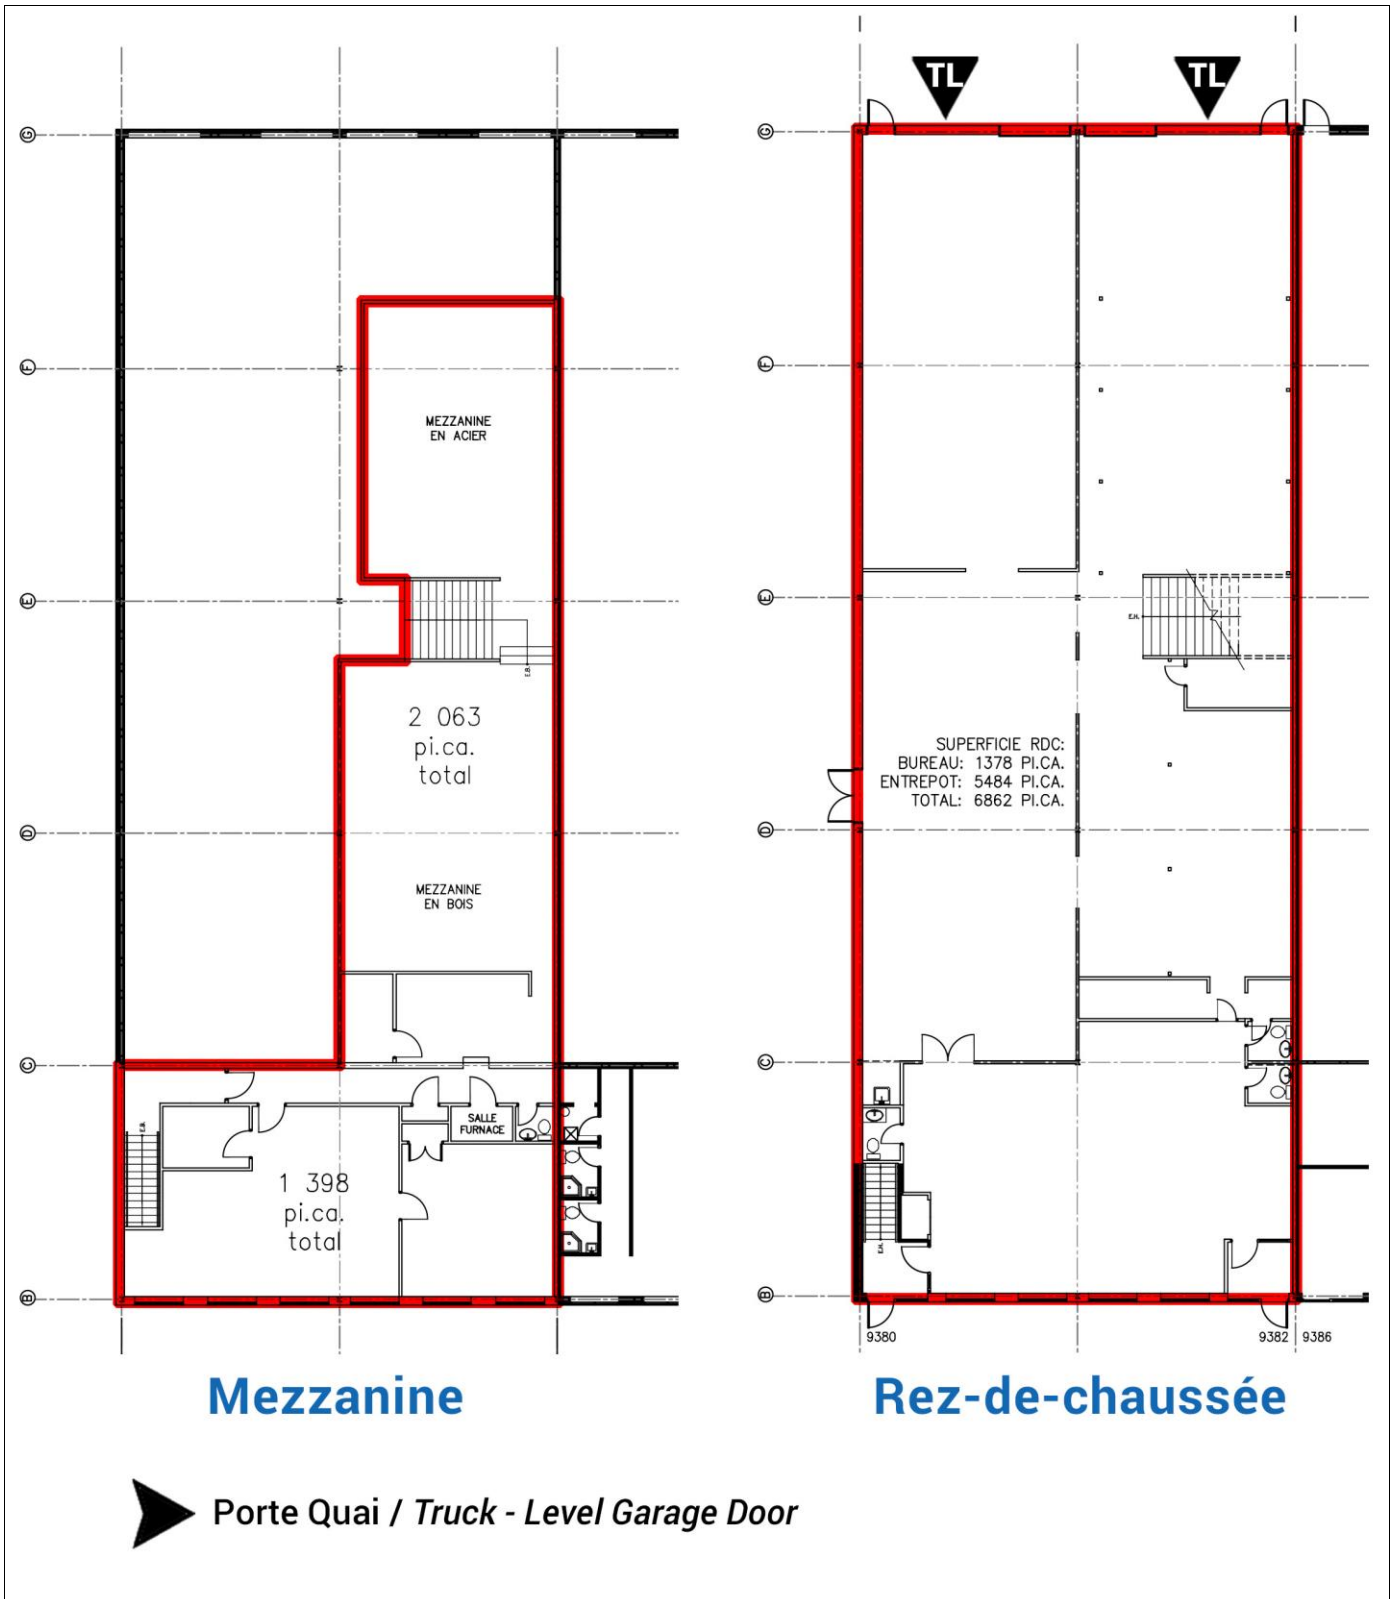 TL
TL
G
G
F
F
MEZZANINE
EN ACIER
E
E
E.H.
E.B.
2 063
pi.ca.
total
SUPERFICIE RDC:
BUREAU: 1378 PI.CA.
ENTREPOT: 5484 PI.CA.
TOTAL: 6862 PI.CA.
D
D
MEZZANINE
EN BOIS
C
C
SALLE
FURNACE
E.B.
1 398
pi.ca.
total
E.H.
B
B
9380
9382
9386
Mezzanine
Rez-de-chaussée
Porte Quai / Truck - Level Garage Door